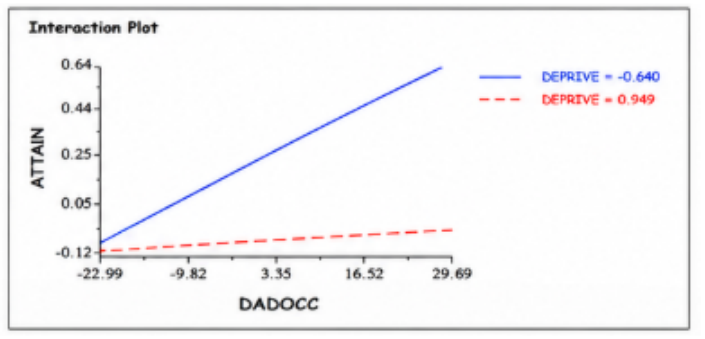 Interaction Plot
0.64
0.44
0.25
0.05
-0.12
ATTAIN
-22.99 -9.82 3.35 16.52 29.69
DADOCC
DEPRIVE = -0.640
DEPRIVE = 0.949